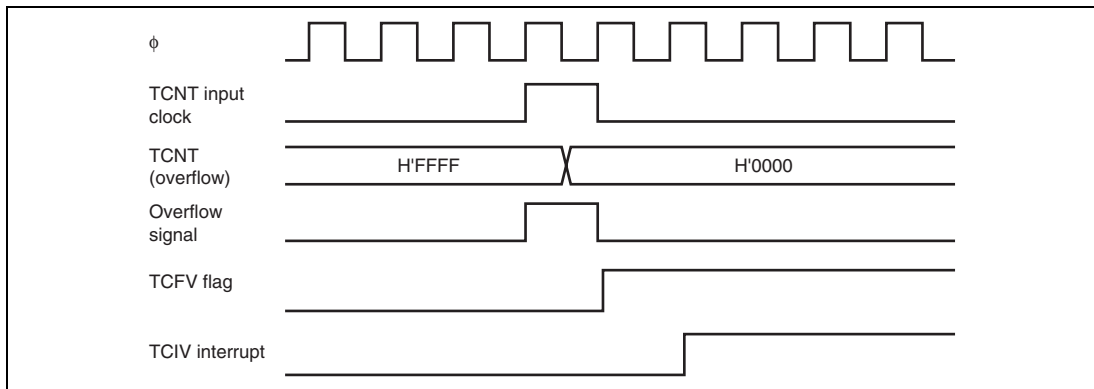 ϕ
TCNT input
clock
TCNT
(overflow)
H'FFFF
H'0000
Overflow
signal
TCFV flag
TCIV interrupt